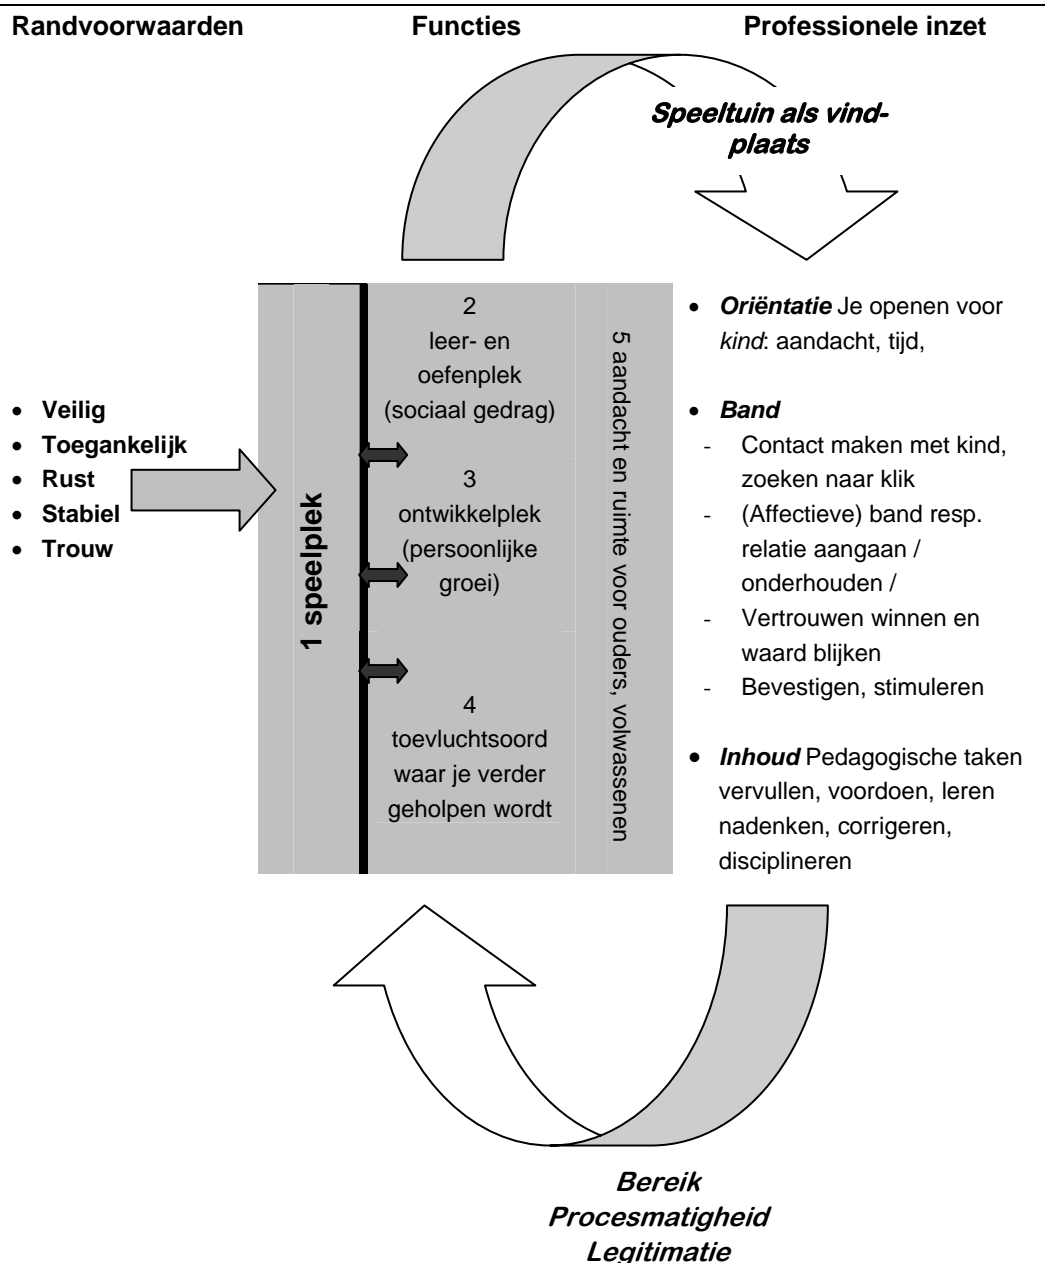 Randvoorwaarden
Functies
Professionele inzet
Speeltuin als vind-
plaats
• Veilig
• Toegankelijk
• Rust
• Stabiel
• Trouw
1 speelplek
2
leer- en
oefenplek
(sociaal gedrag)
3
ontwikkelplek
(persoonlijke
groei)
4
toevluchtsoord
waar je verder
geholpen wordt
5 aandacht en ruimte voor ouders, volwassenen
• Oriëntatie Je openen voor
kind: aandacht, tijd,
• Band
- Contact maken met kind,
zoeken naar klik
- (Affectieve) band resp.
relatie aangaan /
onderhouden /
- Vertrouwen winnen en
waard blijken
- Bevestigen, stimuleren
• Inhoud Pedagogische taken
vervullen, voordoen, leren
nadenken, corrigeren,
disciplineren
Bereik
Procesmatigheid
Legitimatie